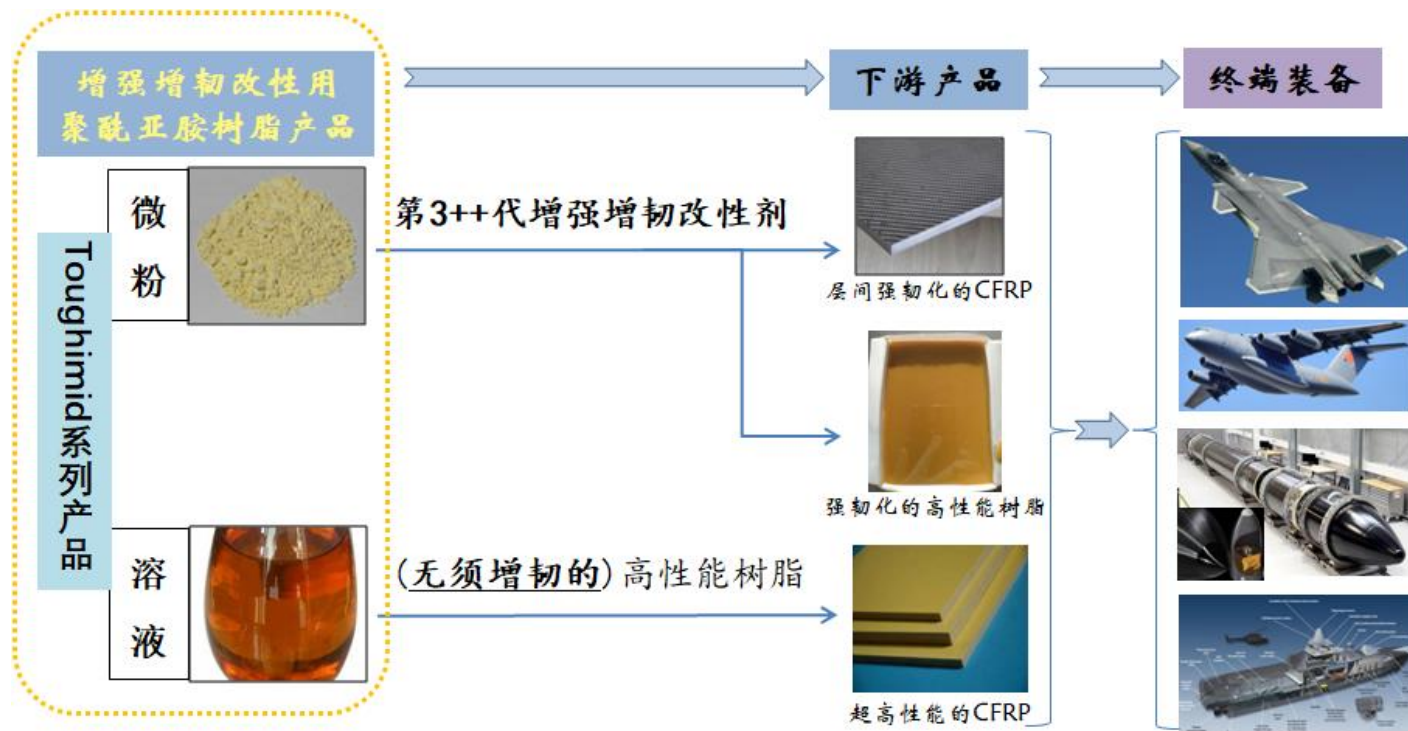 增强增韧改性用
聚酰亚胺树脂产品
下游产品
终端装备
Toughimid系列产品
微粉
第3++代增强增韧改性剂
层间强韧化的CFRP
强韧化的高性能树脂
溶液
(无须增韧的)高性能树脂
超高性能的CFRP